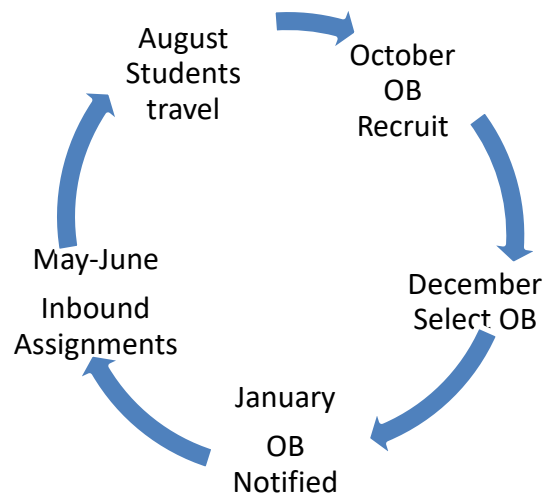 August
Students
travel
October
OB
Recruit
December
Select OB
January
OB
Notified
May-June
Inbound
Assignments